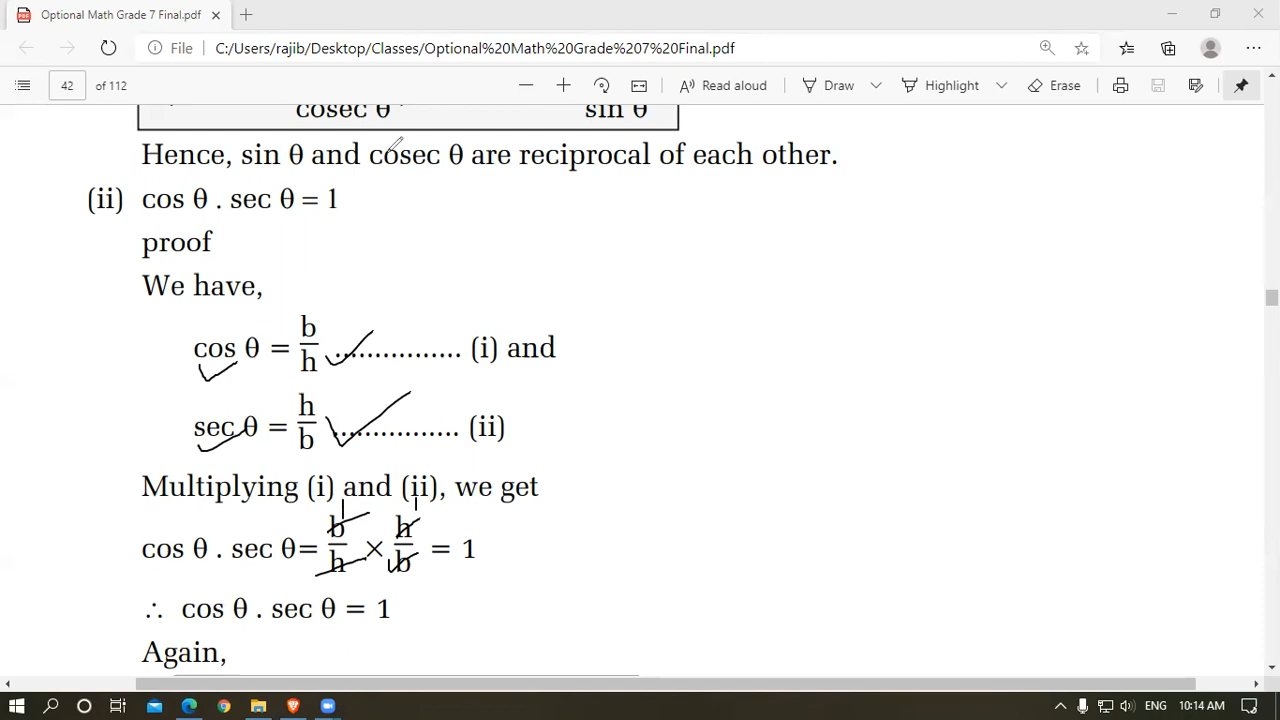 Optional Math Grade 7 Final.pdf
File C:/Users/rajib/Desktop/Classes/Optional%20Math%20Grade%207%20Final.pdf
42 of 112 Read aloud Draw Highlight Erase
cosec θ sin θ
Hence, sin θ and cosec θ are reciprocal of each other.
(ii) cos θ . sec θ = 1
proof
We have,
cos θ = b/h ................ (i) and
sec θ = h/b ................ (ii)
Multiplying (i) and (ii), we get
cos θ . sec θ= b/h × h/b = 1
∴ cos θ . sec θ = 1
Again,
ENG 10:14 AM